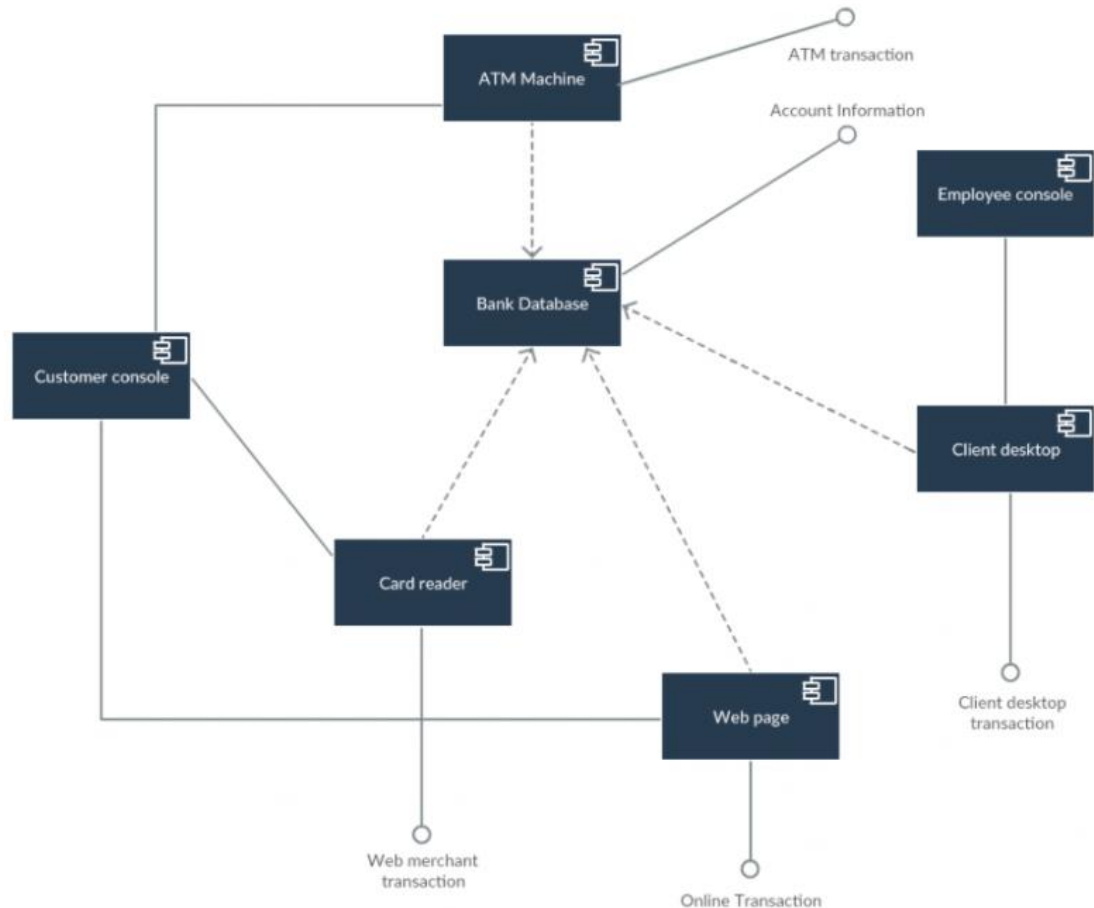 ATM Machine
ATM transaction
Account Information
Employee console
Bank Database
Customer console
Client desktop
Card reader
Web page
Client desktop
transaction
Web merchant
transaction
Online Transaction